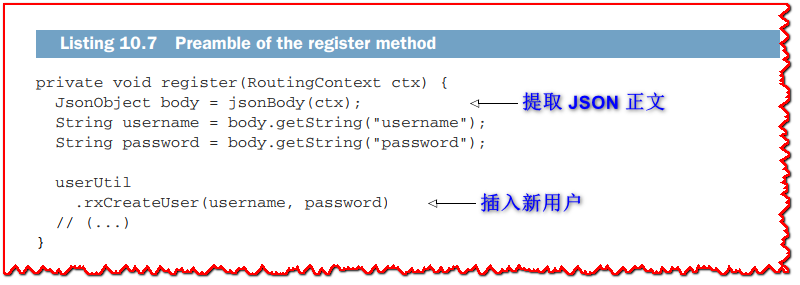 Listing 10.7 Preamble of the register method
private void register(RoutingContext ctx) {
JsonObject body = jsonBody(ctx); 提取 JSON 正文
String username = body.getString("username");
String password = body.getString("password");
userUtil
.rxCreateUser(username, password) 插入新用户
// (...)
}